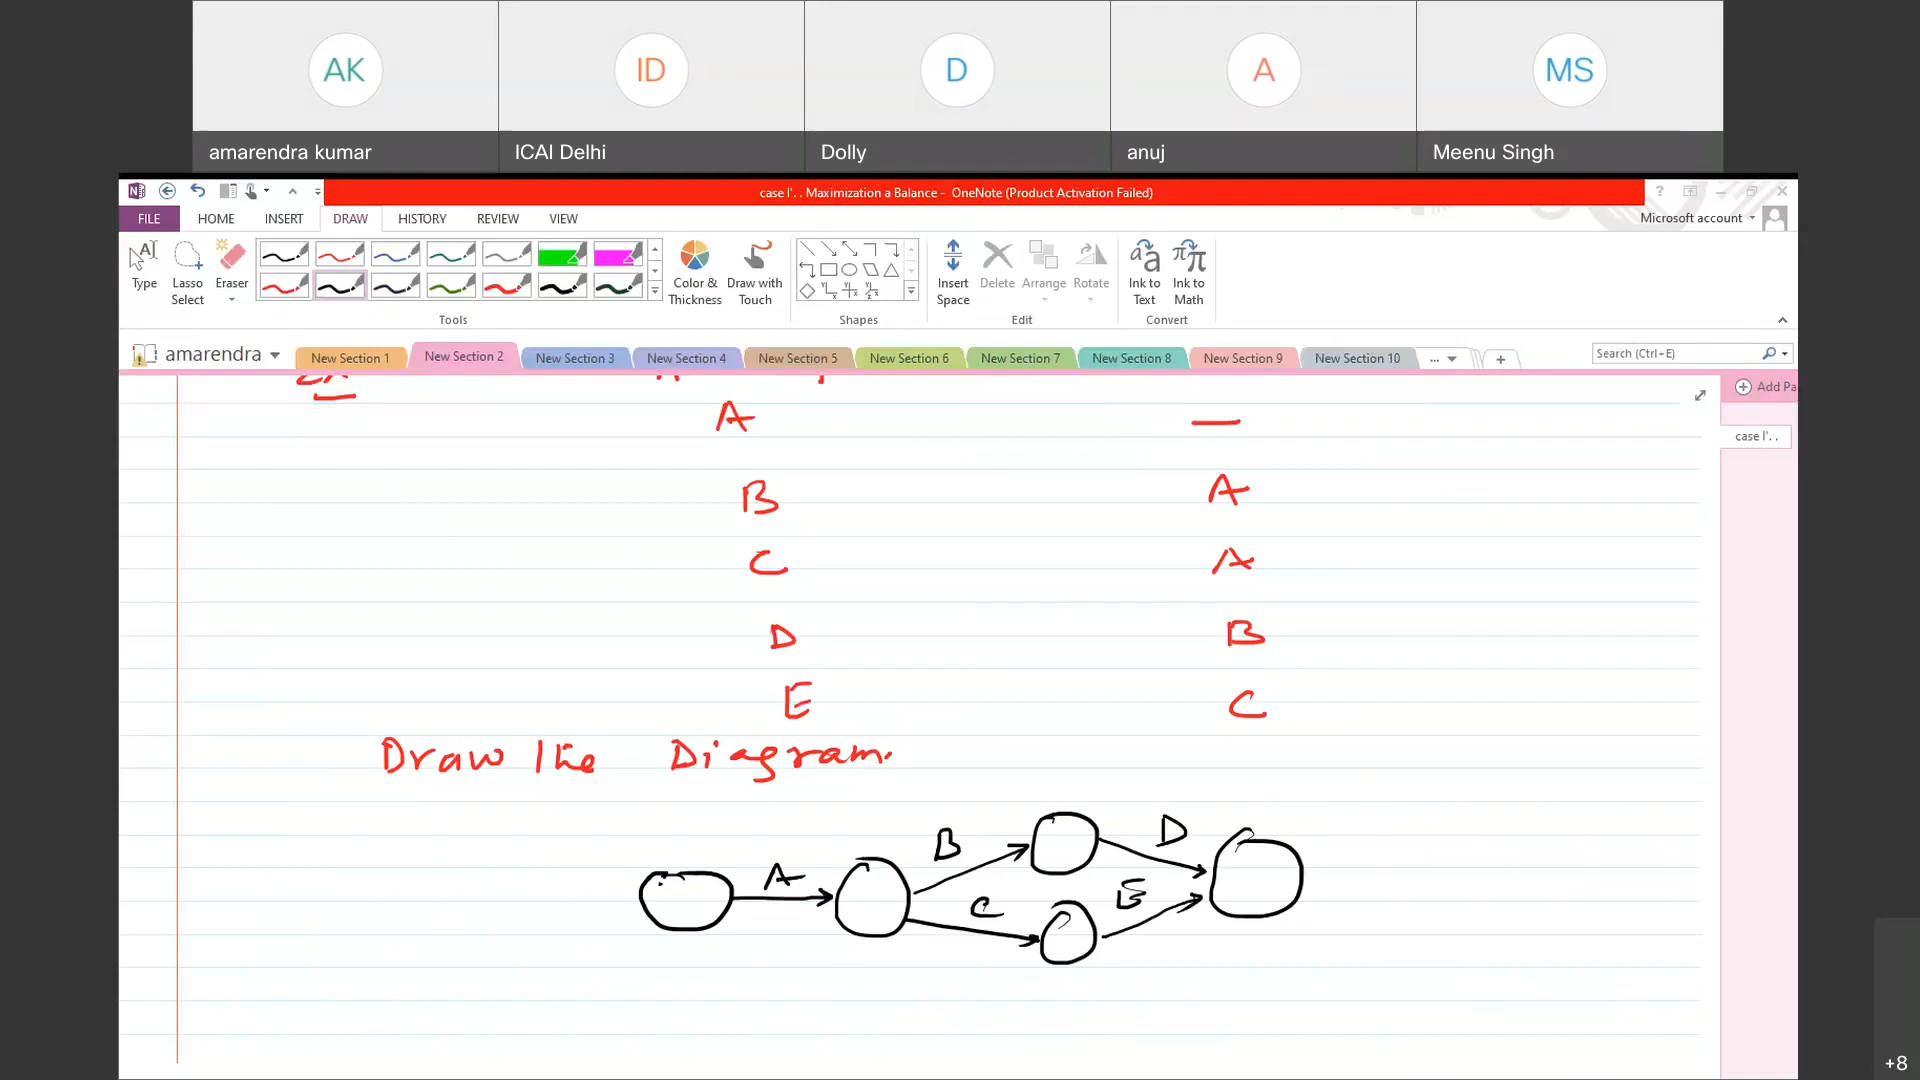 AK ID D A MS
amarendra kumar ICAI Delhi Dolly anuj Meenu Singh
case I'. . Maximization a Balance - OneNote (Product Activation Failed)
FILE HOME INSERT DRAW HISTORY REVIEW VIEW Microsoft account
Type Lasso Select Eraser Color & Thickness Draw with Touch Insert Space Delete Arrange Rotate Ink to Text Ink to Math
Tools Shapes Edit Convert
amarendra New Section 1 New Section 2 New Section 3 New Section 4 New Section 5 New Section 6 New Section 7 New Section 8 New Section 9 New Section 10 ... Search (Ctrl+E)
Add Pa
case I'. .
A —
B A
C A
D B
E C
Draw the Diagram.
A B C D E
+8